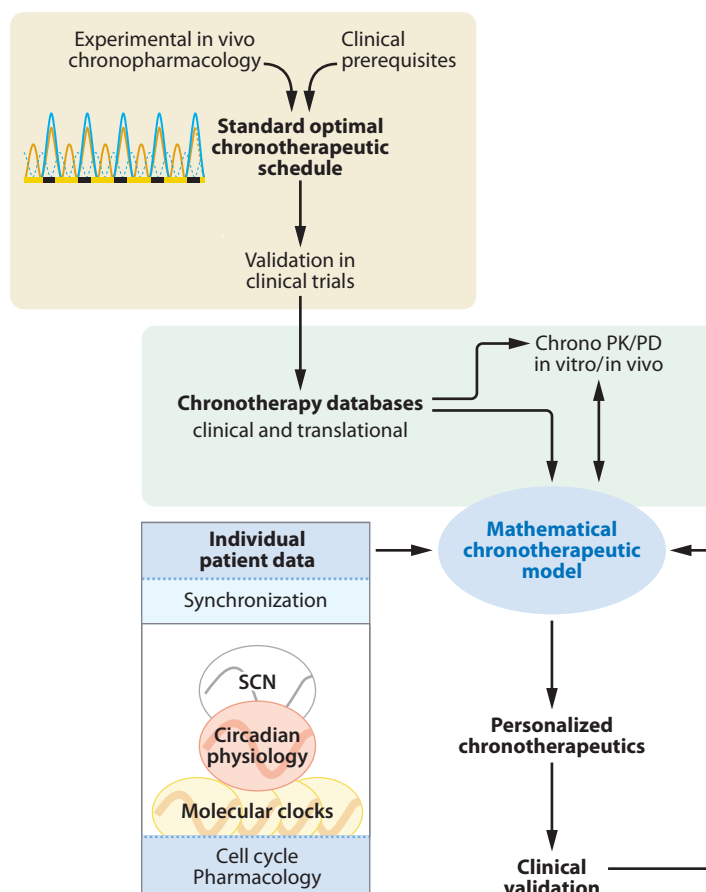 Experimental in vivo
chronopharmacology
Clinical
prerequisites
Standard optimal
chronotherapeutic
schedule
Validation in
clinical trials
Chrono PK/PD
in vitro/in vivo
Chronotherapy databases
clinical and translational
Mathematical
chronotherapeutic
model
Individual
patient data
Synchronization
SCN
Circadian
physiology
Molecular clocks
Cell cycle
Pharmacology
Personalized
chronotherapeutics
Clinical
validation